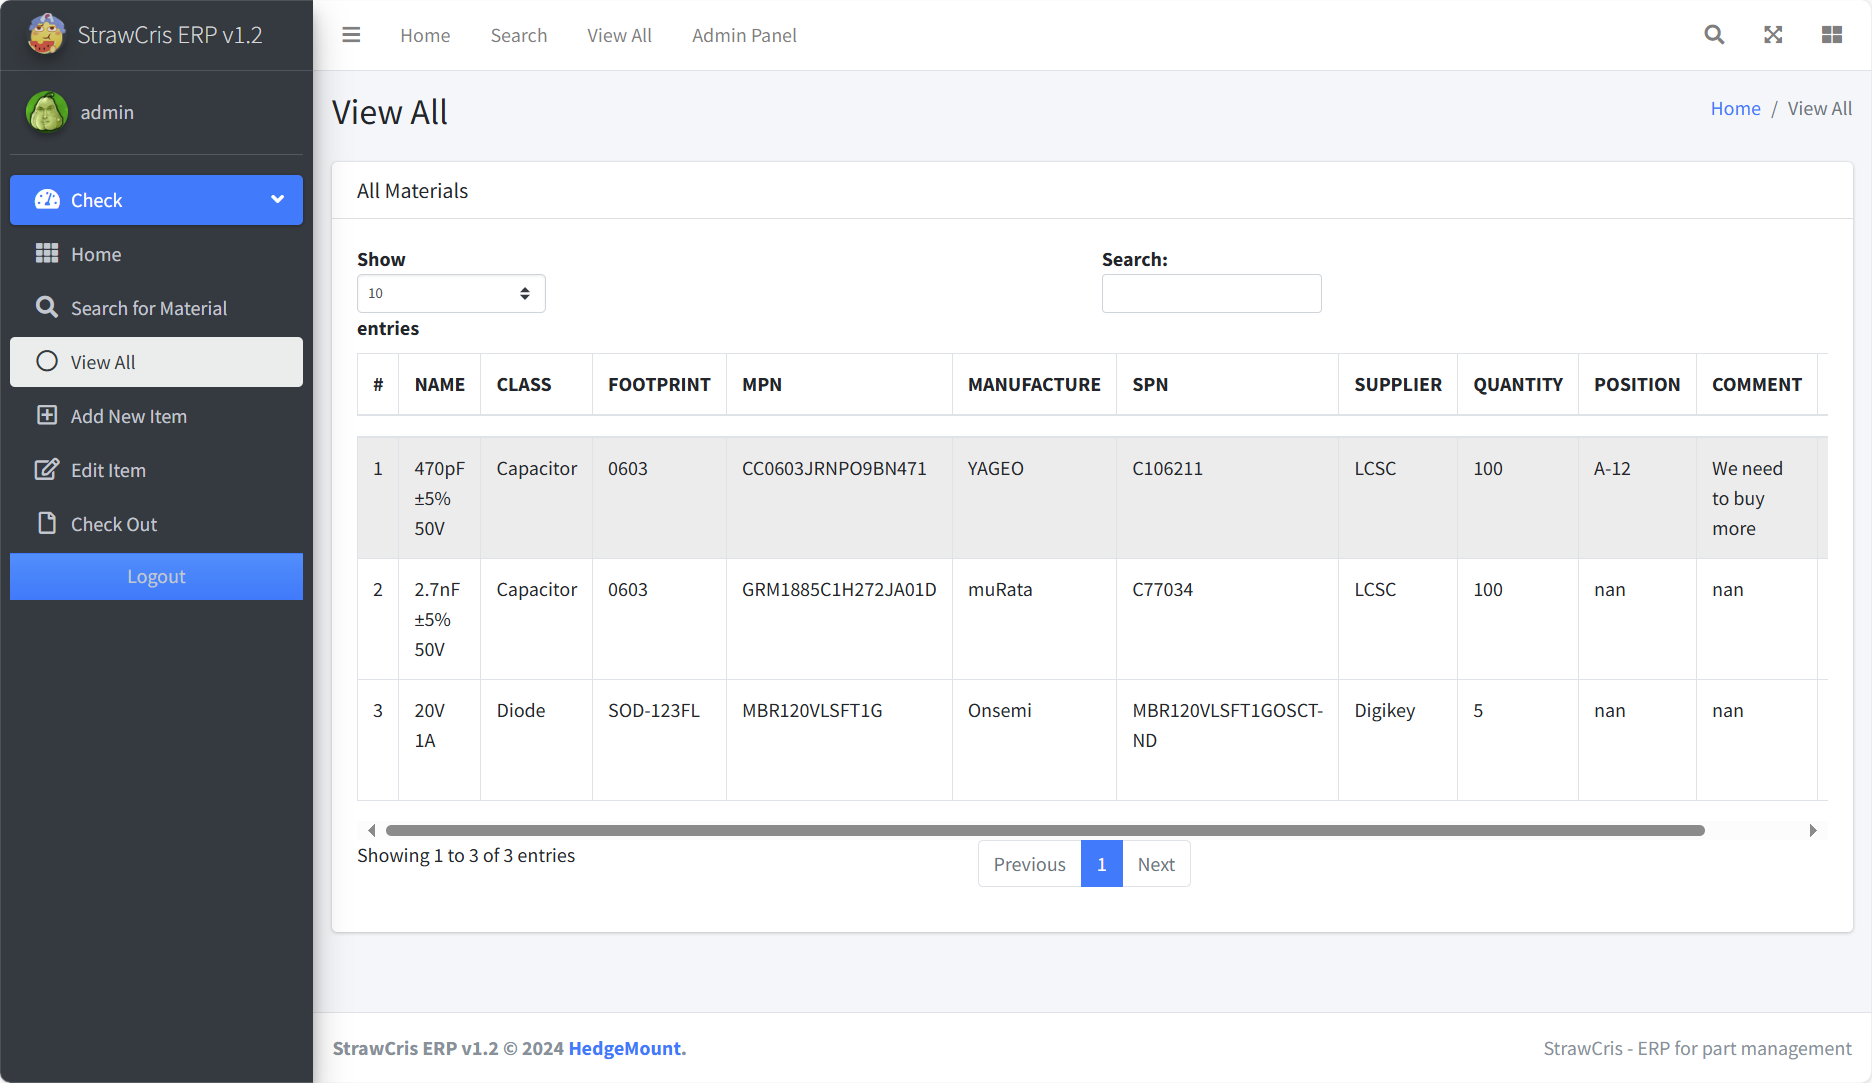 StrawCris ERP v1.2
Home
Search
View All
Admin Panel
admin
View All
Home / View All
Check
Home
Search for Material
View All
Add New Item
Edit Item
Check Out
Logout
All Materials
Show
10
entries
Search:
# NAME CLASS FOOTPRINT MPN MANUFACTURE SPN SUPPLIER QUANTITY POSITION COMMENT
1 470pF Capacitor 0603 CC0603JRNPO9BN471 YAGEO C106211 LCSC 100 A-12 We need
±5% to buy
50V more
2 2.7nF Capacitor 0603 GRM1885C1H272JA01D muRata C77034 LCSC 100 nan nan
±5%
50V
3 20V Diode SOD-123FL MBR120VLSFT1G Onsemi MBR120VLSFT1GOSCT- Digikey 5 nan nan
1A ND
Showing 1 to 3 of 3 entries
Previous 1 Next
StrawCris ERP v1.2 © 2024 HedgeMount.
StrawCris - ERP for part management